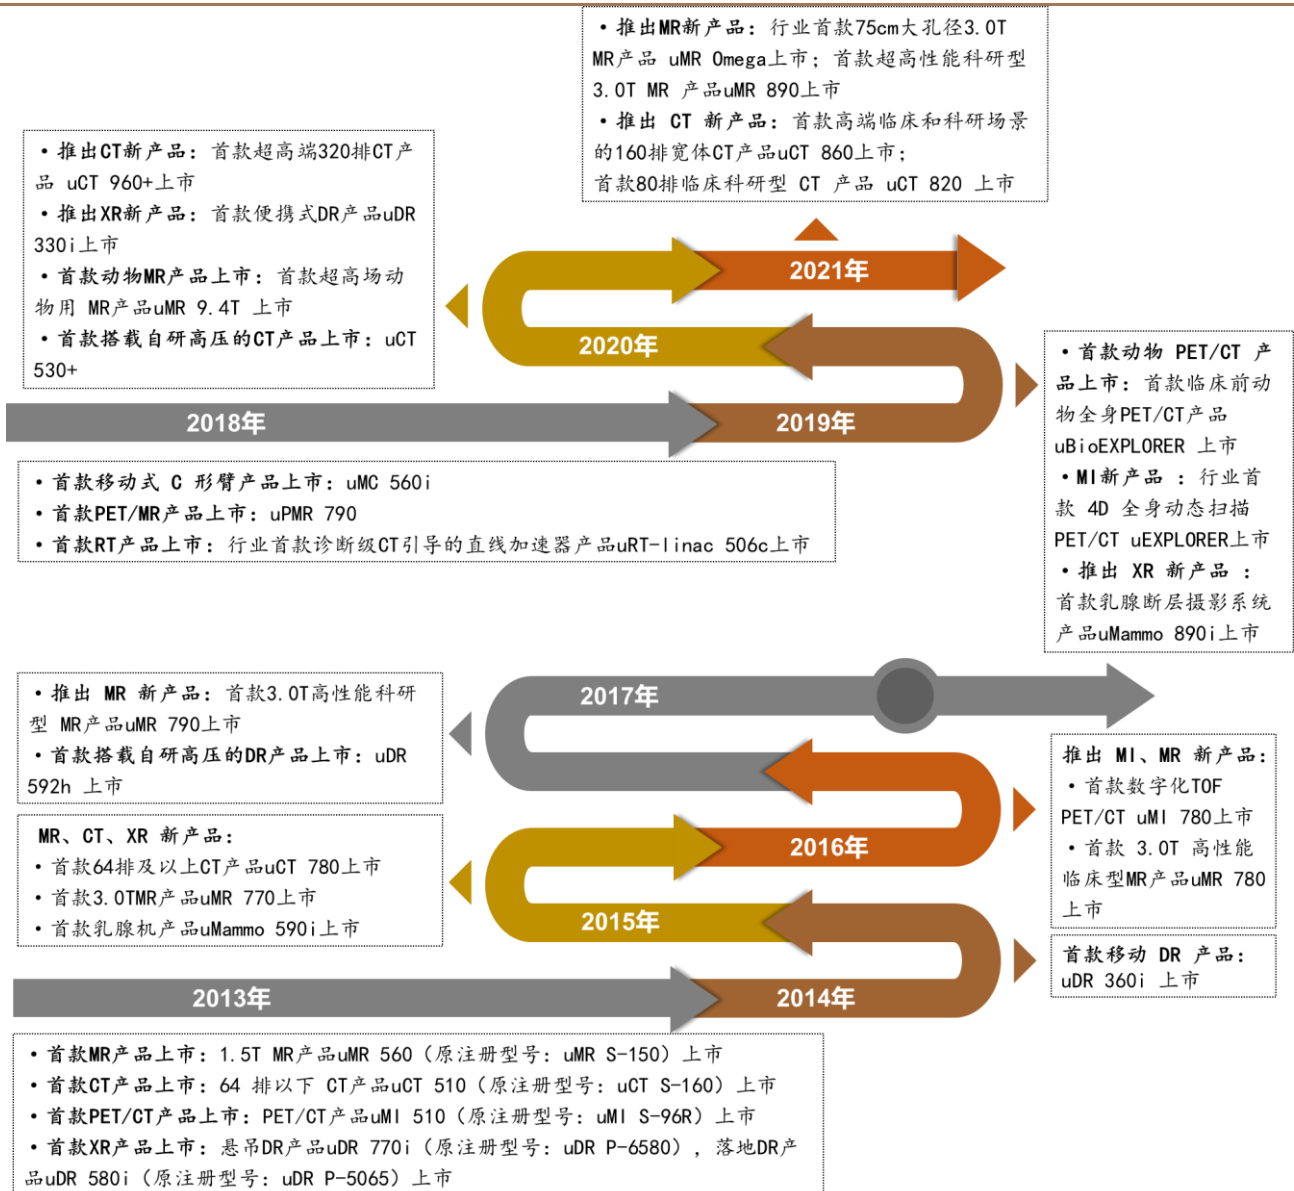 • 推出MR新产品：行业首款75cm大孔径3.0T
MR产品 uMR Omega上市；首款超高性能科研型
3.0T MR 产品uMR 890上市
• 推出 CT 新产品：首款高端临床和科研场景
的160排宽体CT产品uCT 860上市；
首款80排临床科研型 CT 产品 uCT 820 上市
• 推出CT新产品：首款超高端320排CT产
品 uCT 960+上市
• 推出XR新产品：首款便携式DR产品uDR
330i上市
• 首款动物MR产品上市：首款超高场动
物用 MR产品uMR 9.4T 上市
• 首款搭载自研高压的CT产品上市：uCT
530+
2021年
2020年
• 首款动物 PET/CT 产
品上市：首款临床前动
物全身PET/CT产品
uBioEXPLORER 上市
• MI新产品 ：行业首
款 4D 全身动态扫描
PET/CT uEXPLORER上市
• 推出 XR 新产品 ：
首款乳腺断层摄影系统
产品uMammo 890i上市
2018年
2019年
• 首款移动式 C 形臂产品上市：uMC 560i
• 首款PET/MR产品上市：uPMR 790
• 首款RT产品上市：行业首款诊断级CT引导的直线加速器产品uRT-linac 506c上市
• 推出 MR 新产品：首款3.0T高性能科研
型 MR产品uMR 790上市
• 首款搭载自研高压的DR产品上市：uDR
592h 上市
2017年
推出 MI、MR 新产品：
• 首款数字化TOF
PET/CT uMI 780上市
• 首款 3.0T 高性能
临床型MR产品uMR 780
上市
MR、CT、XR 新产品：
• 首款64排及以上CT产品uCT 780上市
• 首款3.0TMR产品uMR 770上市
• 首款乳腺机产品uMammo 590i上市
2016年
2015年
首款移动 DR 产品：
uDR 360i 上市
2013年
2014年
• 首款MR产品上市：1.5T MR产品uMR 560（原注册型号：uMR S-150）上市
• 首款CT产品上市：64 排以下 CT产品uCT 510（原注册型号：uCT S-160）上市
• 首款PET/CT产品上市：PET/CT产品uMI 510（原注册型号：uMI S-96R）上市
• 首款XR产品上市：悬吊DR产品uDR 770i（原注册型号：uDR P-6580），落地DR产
品uDR 580i（原注册型号：uDR P-5065）上市